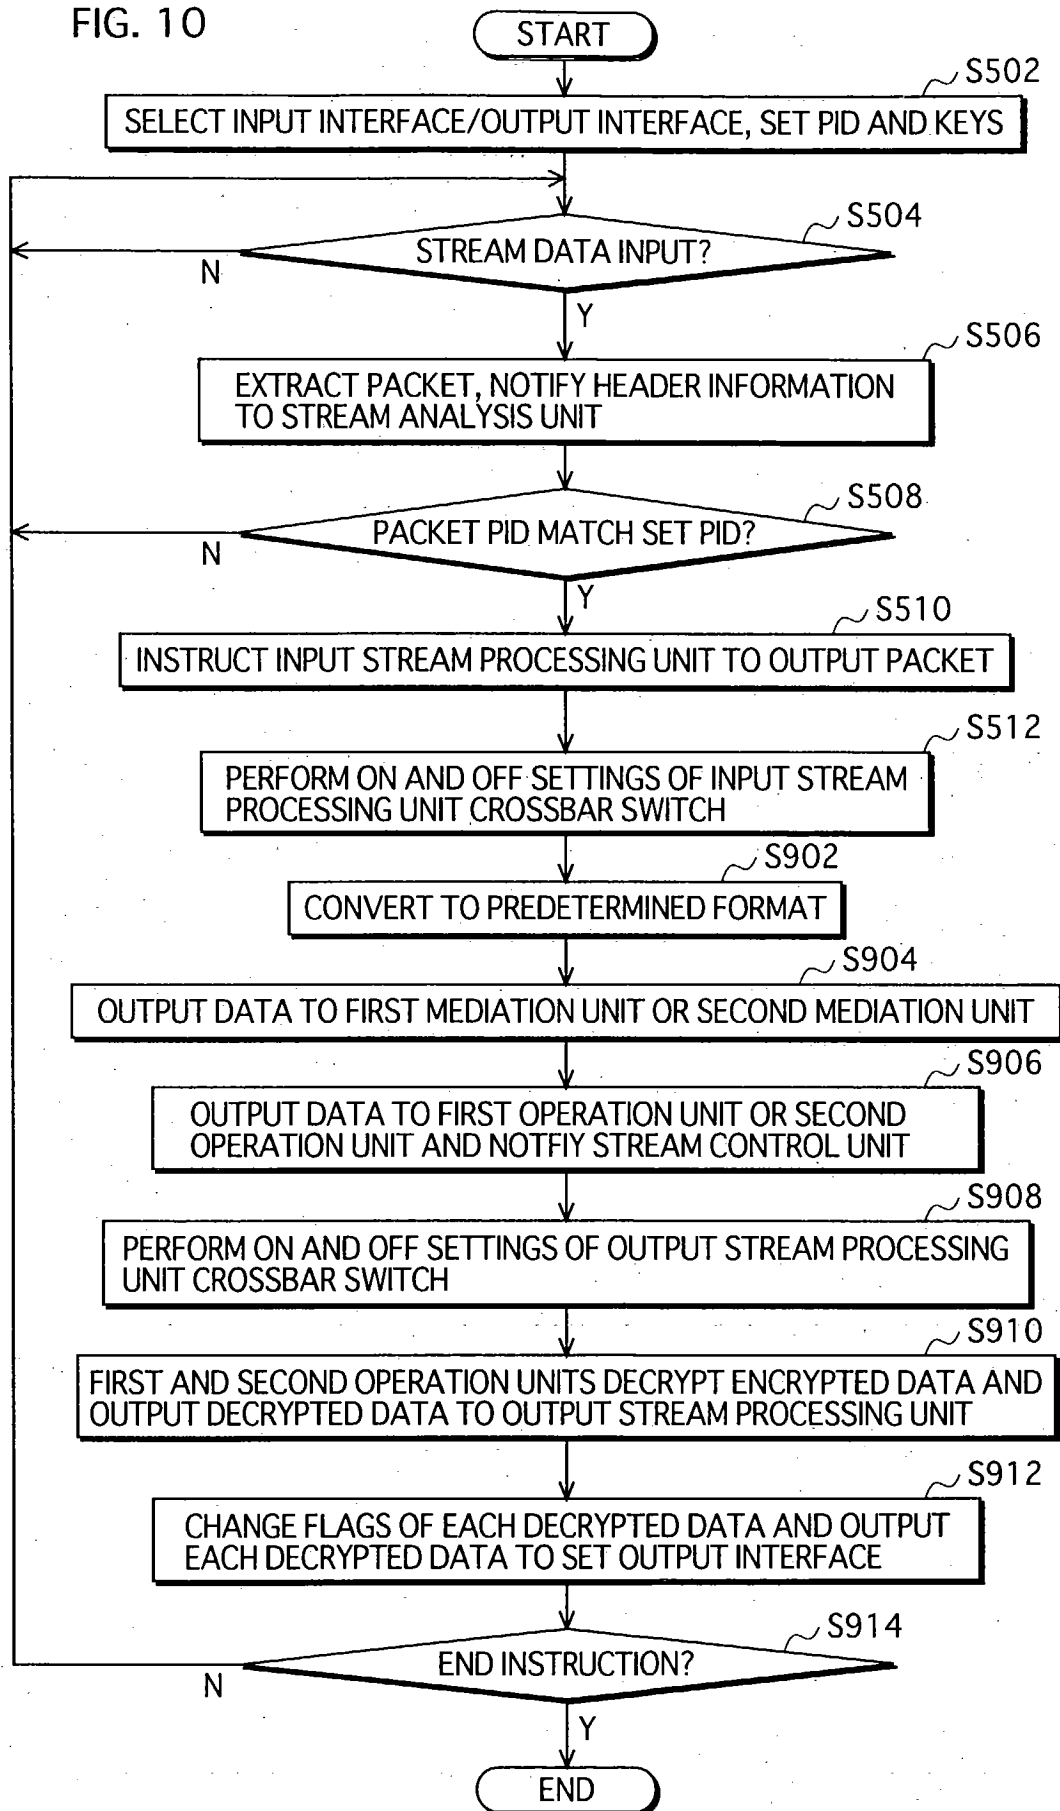 FIG. 10
START
S502
SELECT INPUT INTERFACE/OUTPUT INTERFACE, SET PID AND KEYS
S504
STREAM DATA INPUT?
N
Y
S506
EXTRACT PACKET, NOTIFY HEADER INFORMATION
TO STREAM ANALYSIS UNIT
S508
PACKET PID MATCH SET PID?
N
Y
S510
INSTRUCT INPUT STREAM PROCESSING UNIT TO OUTPUT PACKET
S512
PERFORM ON AND OFF SETTINGS OF INPUT STREAM
PROCESSING UNIT CROSSBAR SWITCH
S902
CONVERT TO PREDETERMINED FORMAT
S904
OUTPUT DATA TO FIRST MEDIATION UNIT OR SECOND MEDIATION UNIT
S906
OUTPUT DATA TO FIRST OPERATION UNIT OR SECOND
OPERATION UNIT AND NOTFIY STREAM CONTROL UNIT
S908
PERFORM ON AND OFF SETTINGS OF OUTPUT STREAM PROCESSING
UNIT CROSSBAR SWITCH
S910
FIRST AND SECOND OPERATION UNITS DECRYPT ENCRYPTED DATA AND
OUTPUT DECRYPTED DATA TO OUTPUT STREAM PROCESSING UNIT
S912
CHANGE FLAGS OF EACH DECRYPTED DATA AND OUTPUT
EACH DECRYPTED DATA TO SET OUTPUT INTERFACE
S914
END INSTRUCTION?
N
Y
END